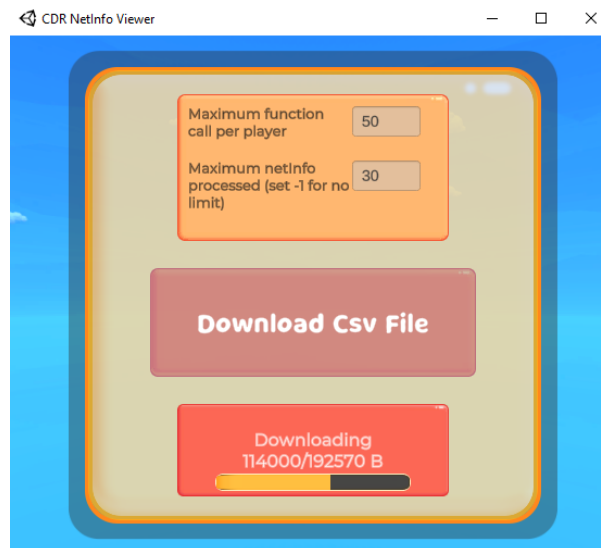 CDR NetInfo Viewer
Maximum function
call per player
50
Maximum netInfo
processed (set -1 for no
limit)
30
Download Csv File
Downloading
114000/192570 B